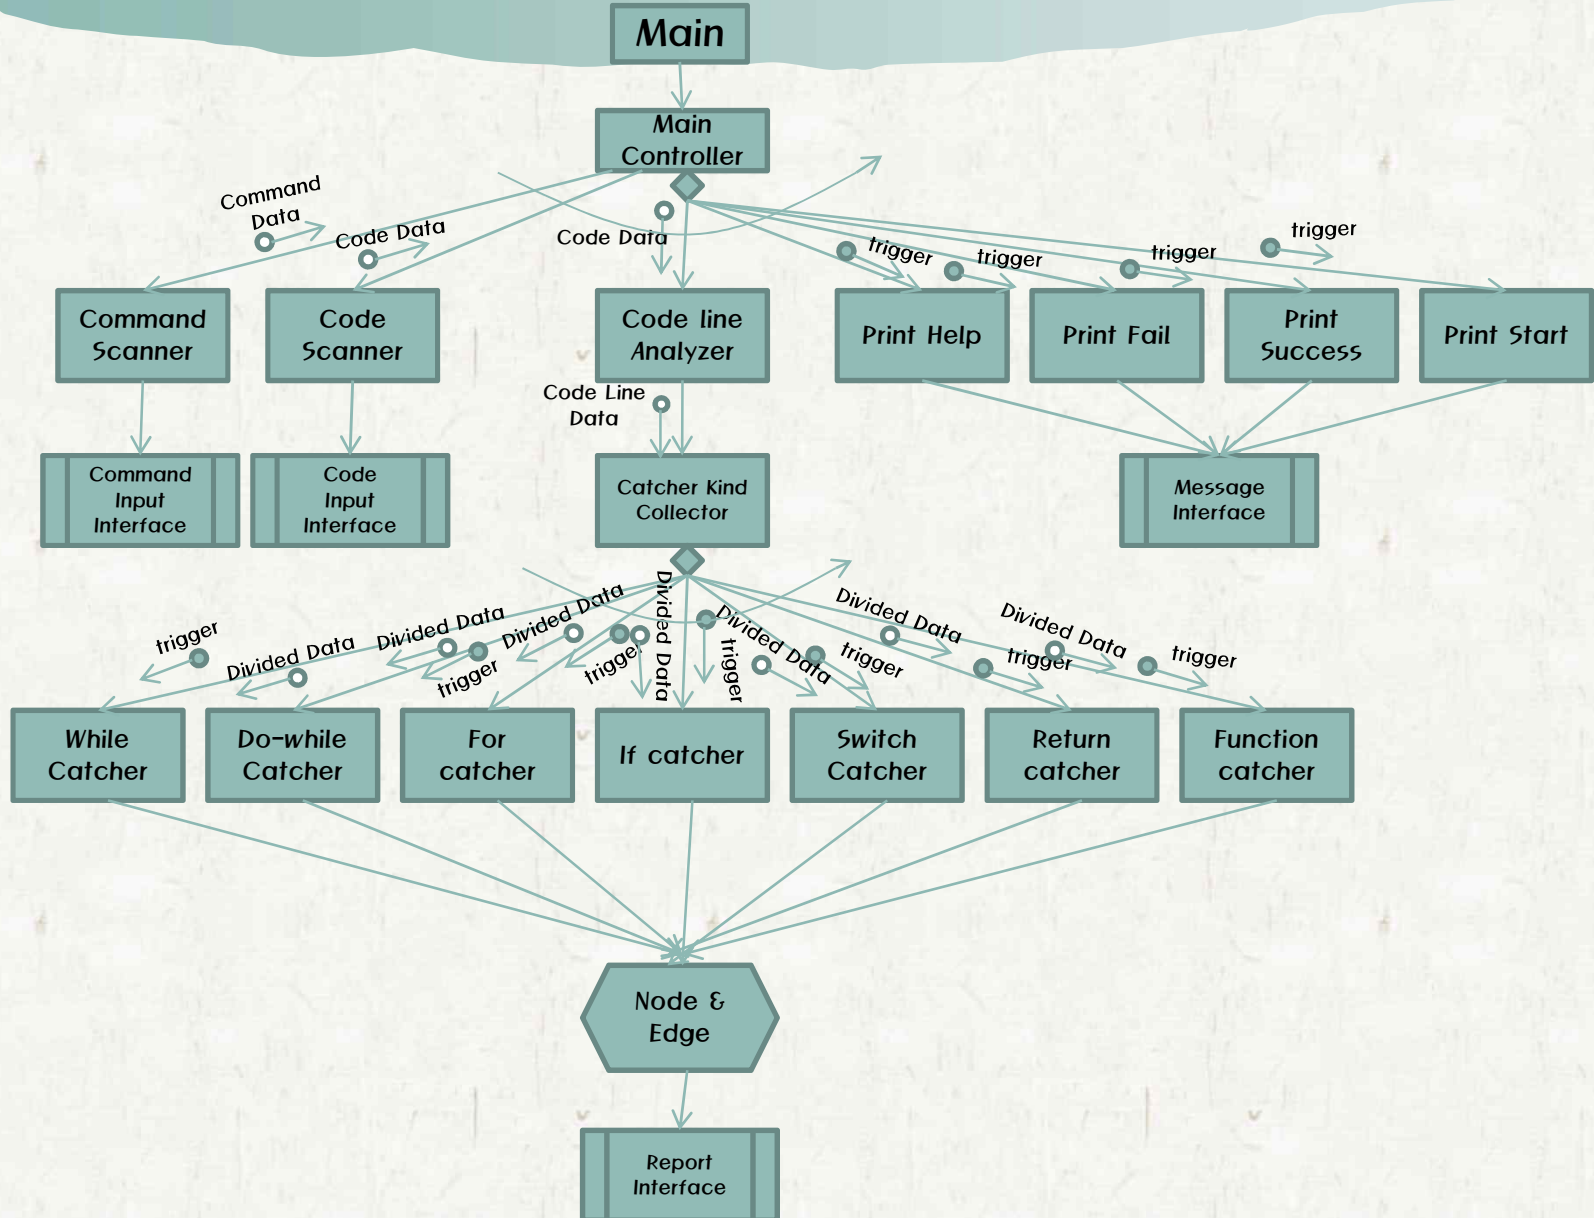 Main
Main
Controller
Command
Data
Code Data
Code Data
trigger
trigger
trigger
trigger
Command
Scanner
Code
Scanner
Code line
Analyzer
Print Help
Print Fail
Print
Success
Print Start
Code Line
Data
Command
Input
Interface
Code
Input
Interface
Catcher Kind
Collector
Message
Interface
trigger
Divided Data
Divided Data
trigger
Divided Data
trigger
Divided Data
trigger
Divided Data
trigger
Divided Data
trigger
Divided Data
trigger
While
Catcher
Do-while
Catcher
For
catcher
If catcher
Switch
Catcher
Return
catcher
Function
catcher
Node &
Edge
Report
Interface